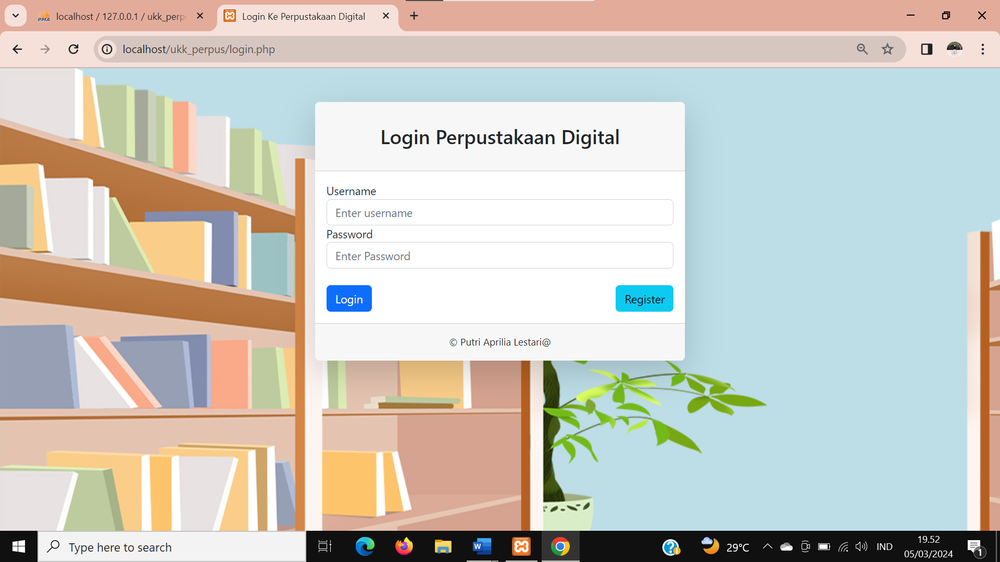 localhost / 127.0.0.1 / ukk_perp
Login Ke Perpustakaan Digital
localhost/ukk_perpus/login.php
Login Perpustakaan Digital
Username
Enter username
Password
Enter Password
Login
Register
© Putri Aprilia Lestari@
Type here to search
29°C
IND
19.52
05/03/2024
1